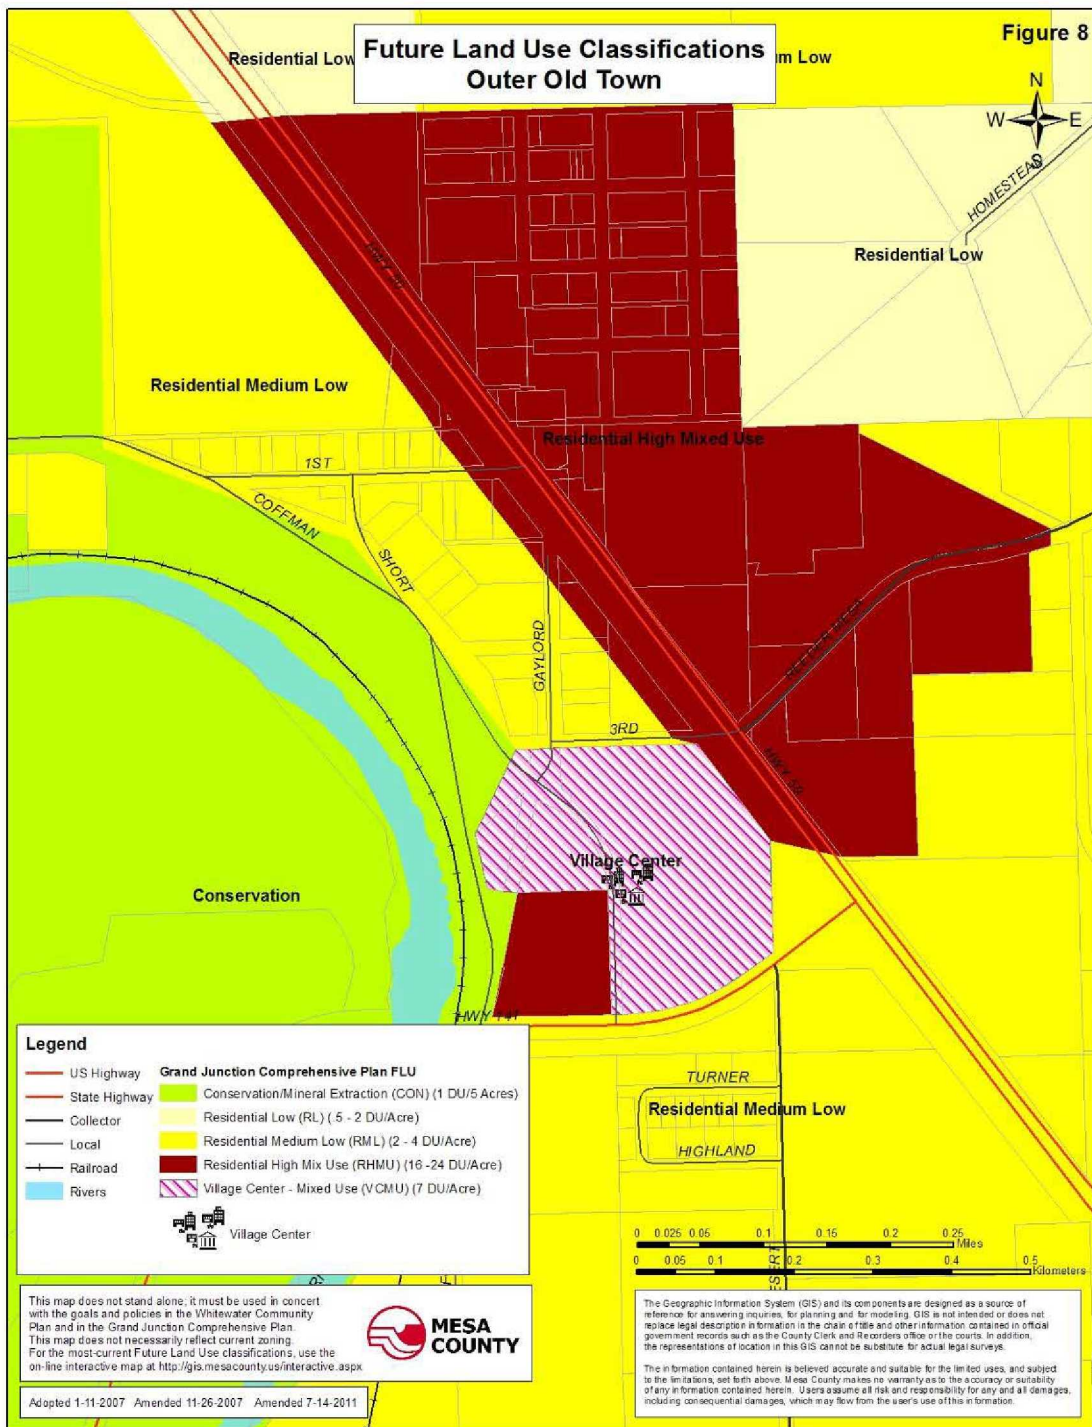 Figure 8
Future Land Use Classifications
Outer Old Town
Residential Low
m Low
N
W
E
S
HOMESTEAD
Residential Low
HWY 50
Residential Medium Low
Residential High Mixed Use
1ST
COFFMAN
SHORT
GAYLORD
REEDER MESA
3RD
HWY 50
Village Center
Conservation
HWY 141
TURNER
Residential Medium Low
HIGHLAND
Legend
US Highway
State Highway
Collector
Local
Railroad
Rivers
Grand Junction Comprehensive Plan FLU
Conservation/Mineral Extraction (CON) (1 DU/5 Acres)
Residential Low (RL) (.5 - 2 DU/Acre)
Residential Medium Low (RML) (2 - 4 DU/Acre)
Residential High Mix Use (RHMU) (16 -24 DU/Acre)
Village Center - Mixed Use (VCMU) (7 DU/Acre)
Village Center
0 0.025 0.05 0.1 0.15 0.2 0.25
Miles
0 0.05 0.1 0.2 0.3 0.4 0.5
Kilometers
ESERT
This map does not stand alone; it must be used in concert
with the goals and policies in the Whitewater Community
Plan and in the Grand Junction Comprehensive Plan.
This map does not necessarily reflect current zoning.
For the most-current Future Land Use classifications, use the
on-line interactive map at http://gis.mesacounty.us/interactive.aspx
MESA
COUNTY
Adopted 1-11-2007 Amended 11-26-2007 Amended 7-14-2011
The Geographic Information System (GIS) and its components are designed as a source of
reference for answering inquiries, for planning and for modeling. GIS is not intended or does not
replace legal description information in the chain of title and other information contained in official
government records such as the County Clerk and Recorders office or the courts. In addition,
the representations of location in this GIS cannot be substitute for actual legal surveys.
The information contained herein is believed accurate and suitable for the limited uses, and subject
to the limitations, set forth above. Mesa County makes no warranty as to the accuracy or suitability
of any information contained herein. Users assume all risk and responsibility for any and all damages,
including consequential damages, which may flow from the user's use of this information.